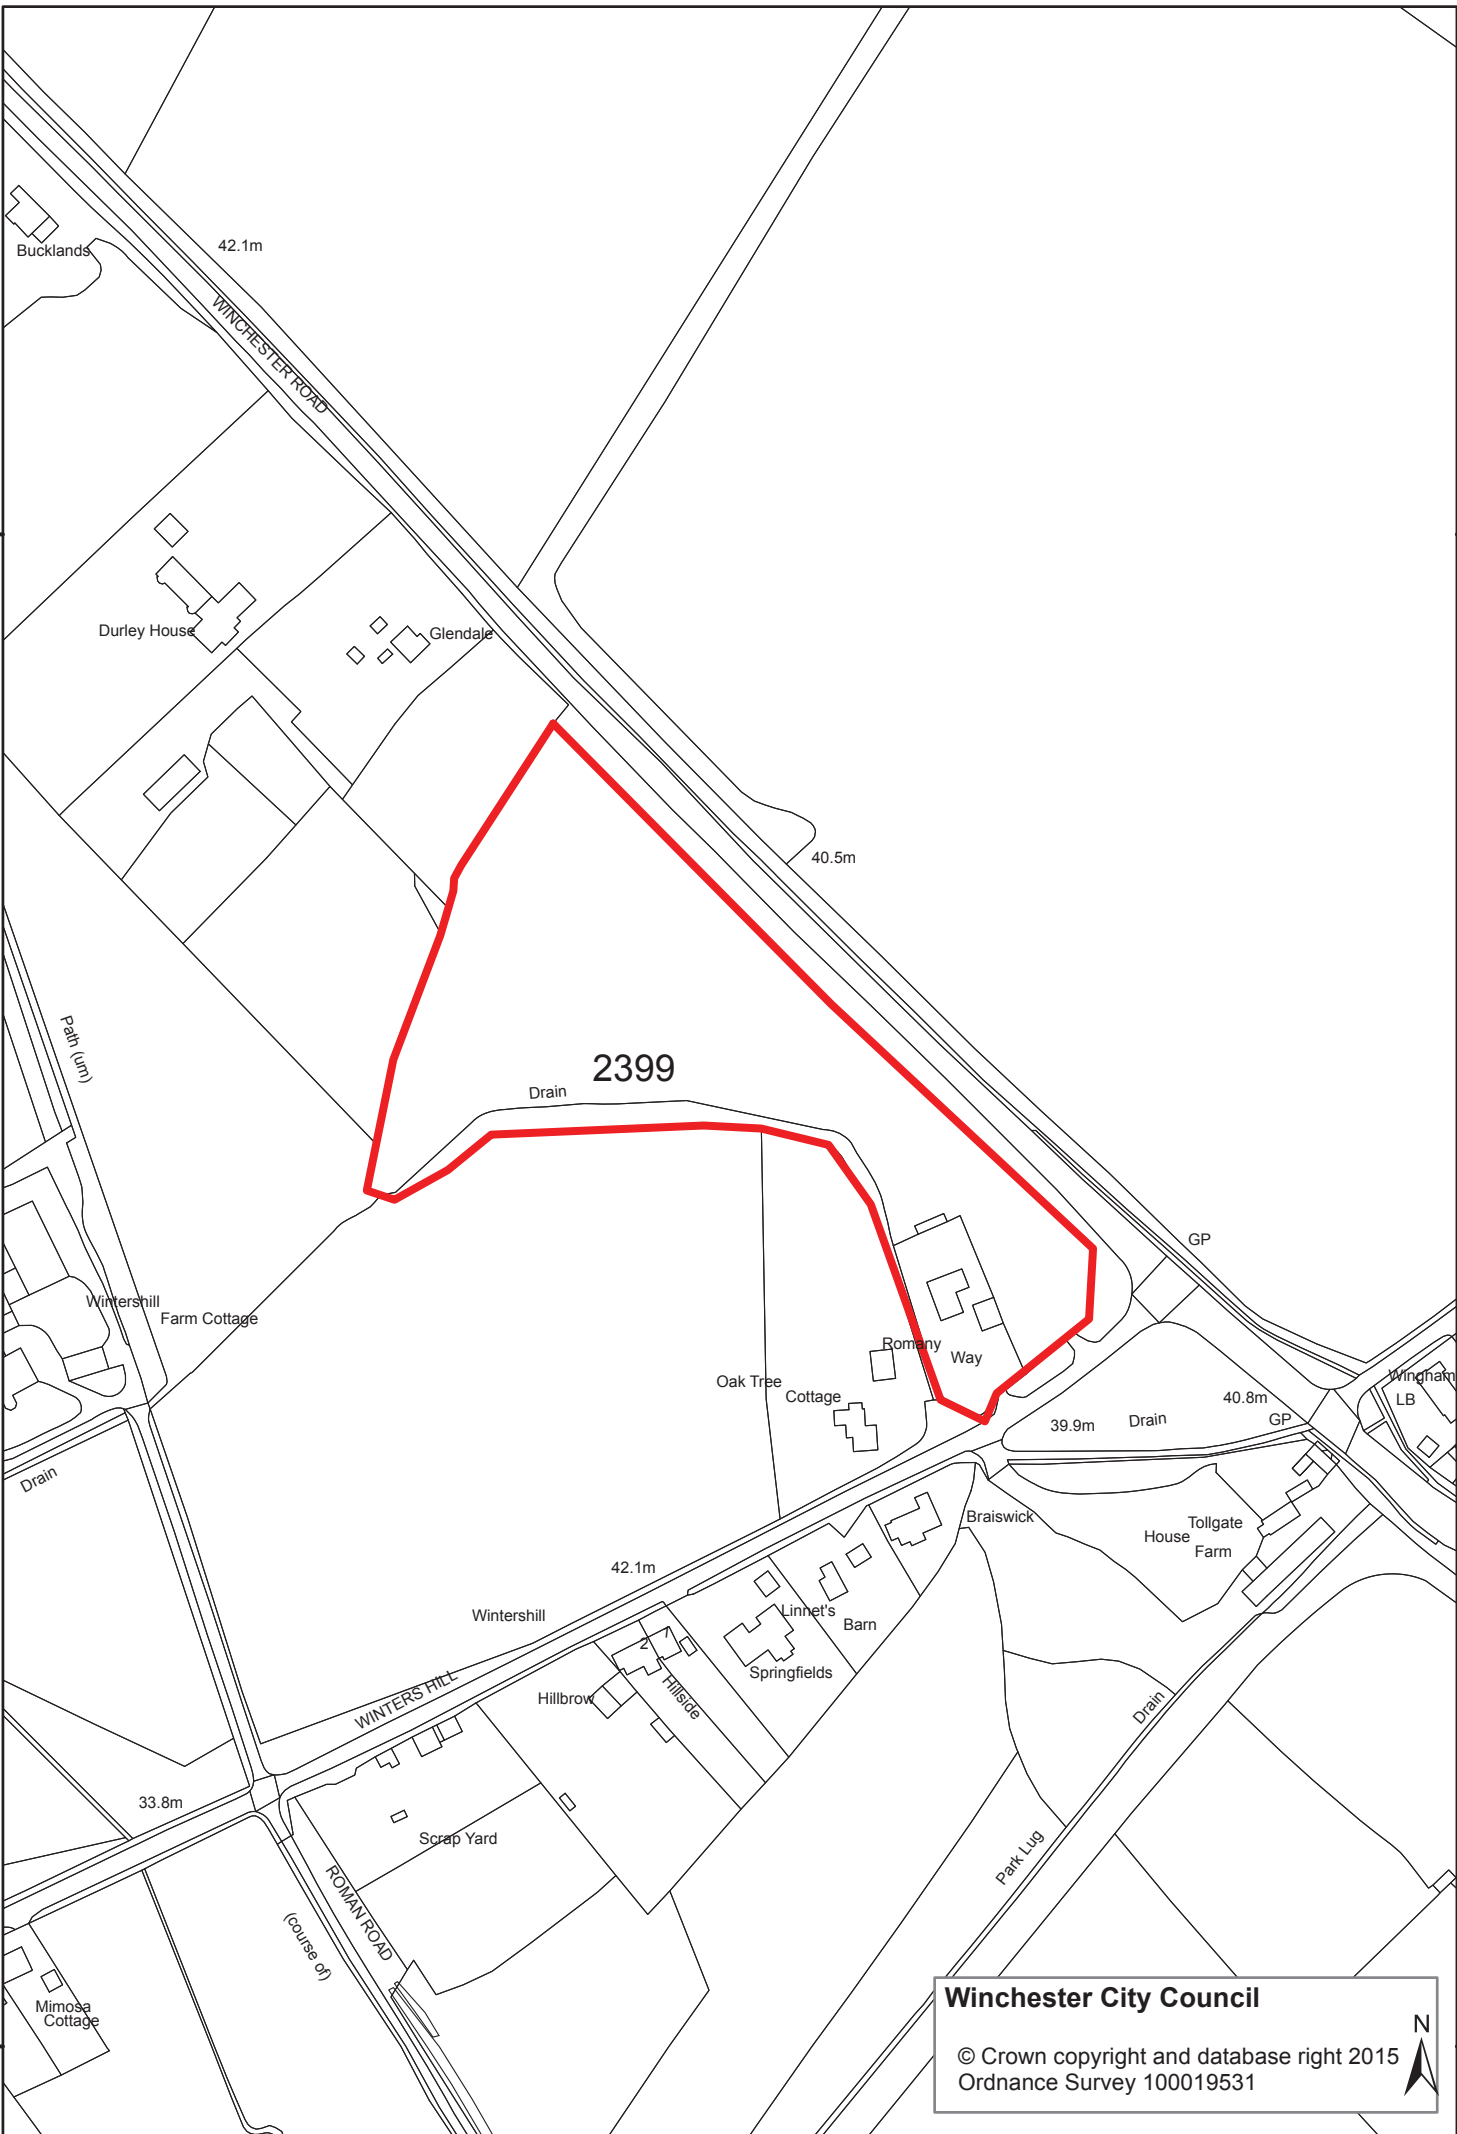 42.1m
Bucklands
WINCHESTER ROAD
Durley House
Glendale
40.5m
Path (um)
2399
Drain
GP
Wintershill
Farm Cottage
Romany
Way
Oak Tree
Cottage
Wingham
LB
40.8m
GP
39.9m
Drain
Drain
Braiswick
Tollgate
House
Farm
42.1m
Wintershill
Linnet's
Barn
2
1
Springfields
Hillside
Hillbrow
WINTERS HILL
Drain
33.8m
Scrap Yard
Park Lug
ROMAN ROAD
(course of)
Mimosa
Cottage
Winchester City Council
N
© Crown copyright and database right 2015
Ordnance Survey 100019531